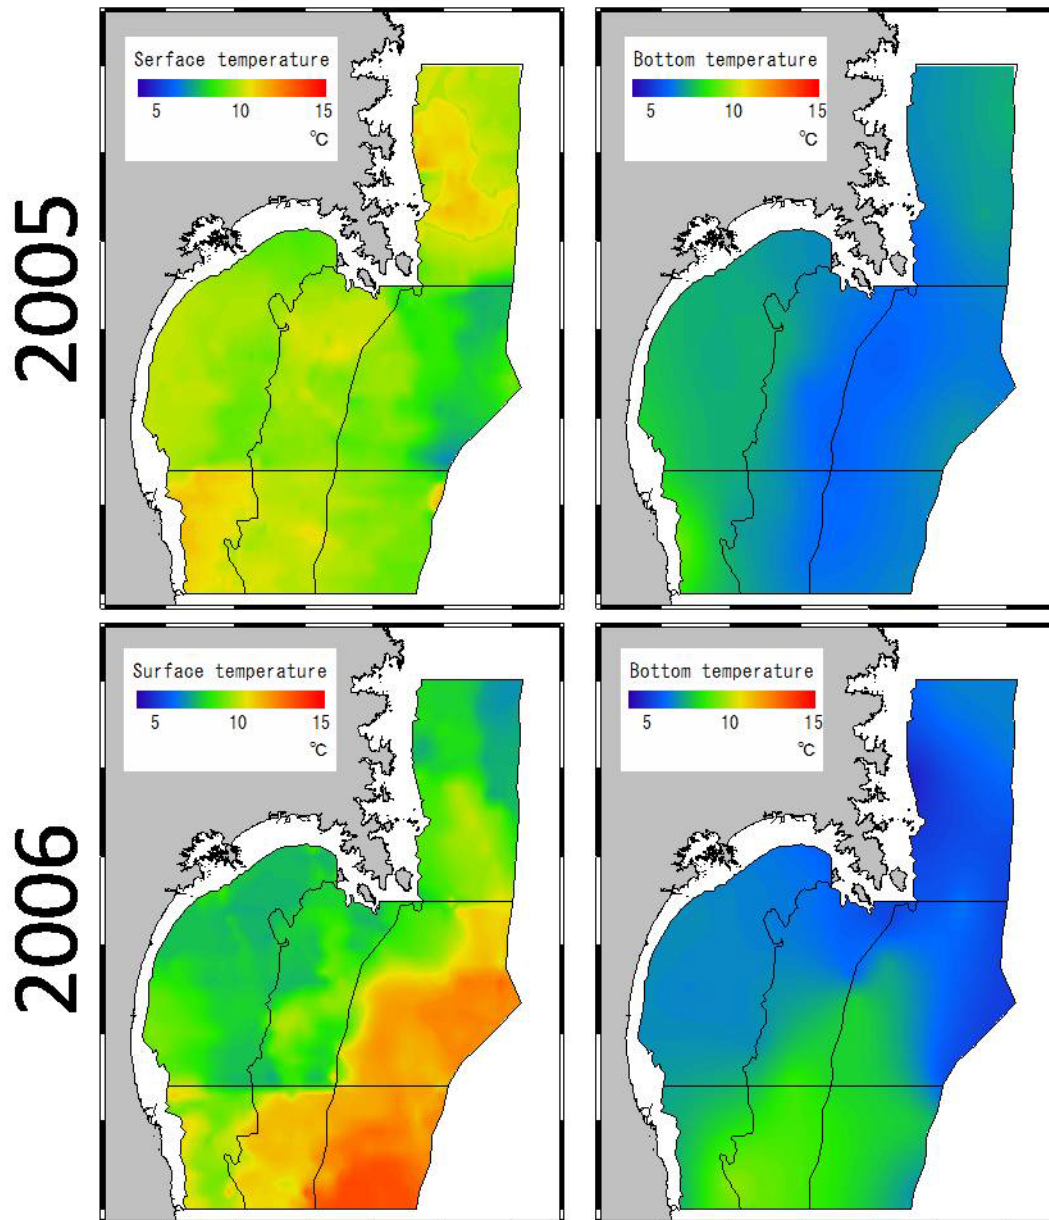 2005
Serface temperature
5 10 15
℃
Bottom temperature
5 10 15
℃
2006
Surface temperature
5 10 15
℃
Bottom temperature
5 10 15
℃